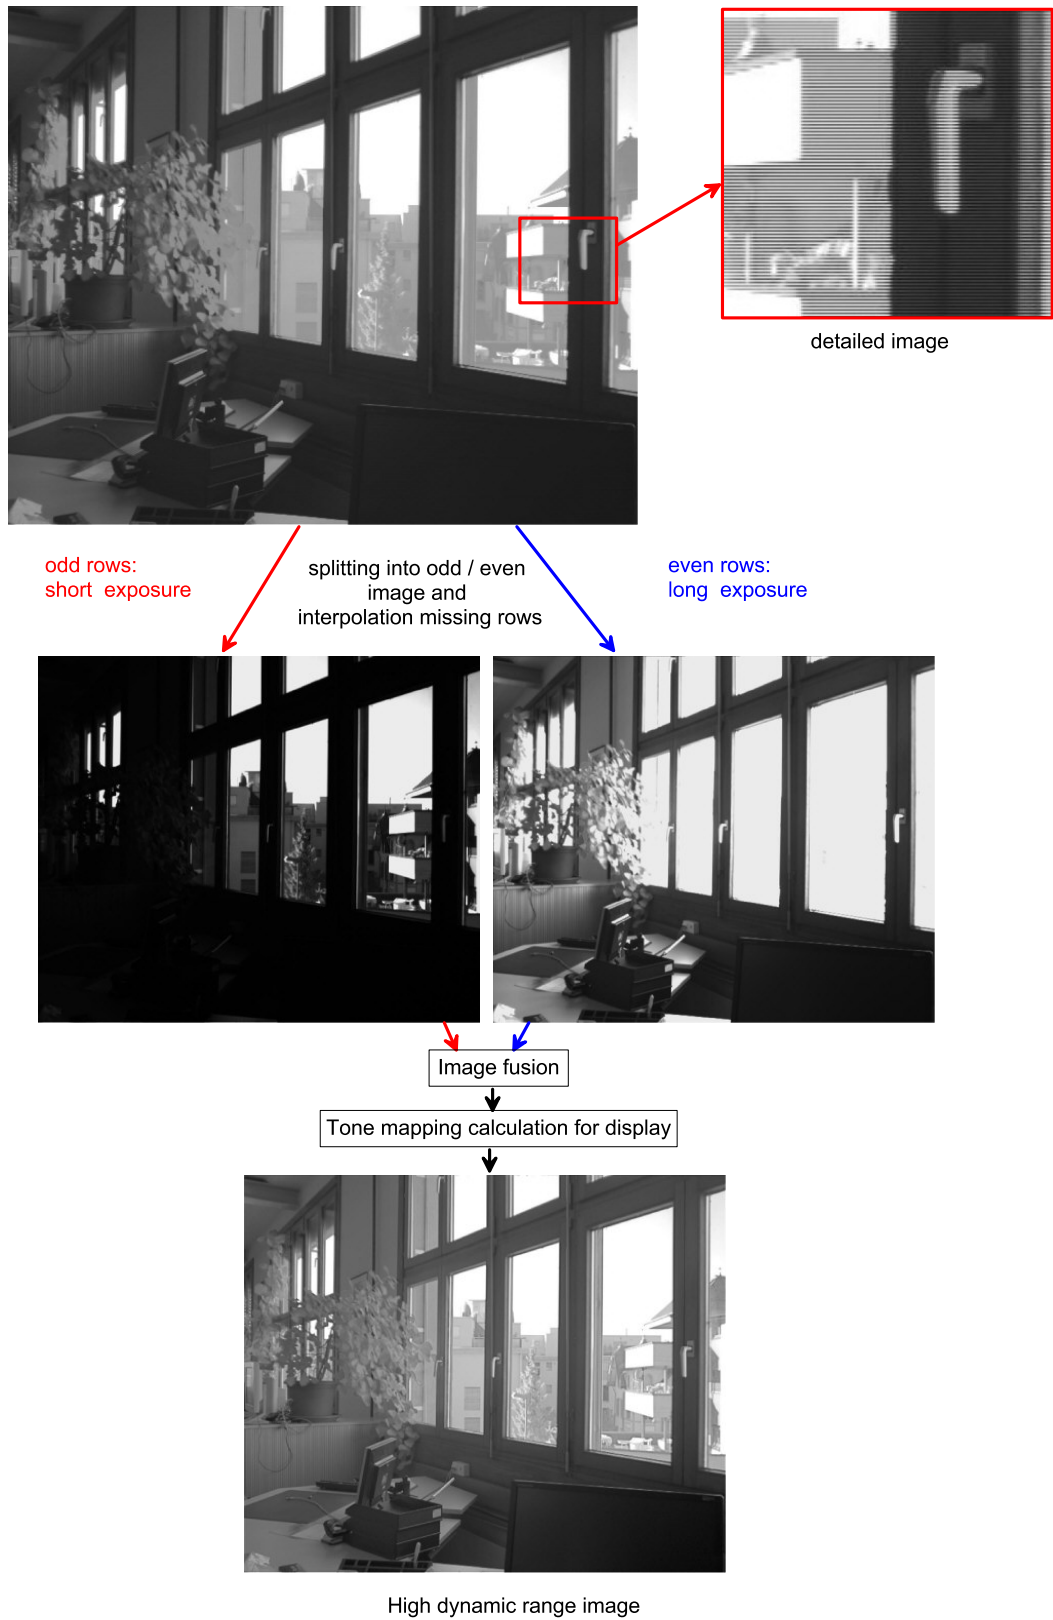 detailed image
odd rows:
short  exposure
splitting into odd / even
image and
interpolation missing rows
even rows:
long  exposure
Image fusion
Tone mapping calculation for display
High dynamic range image